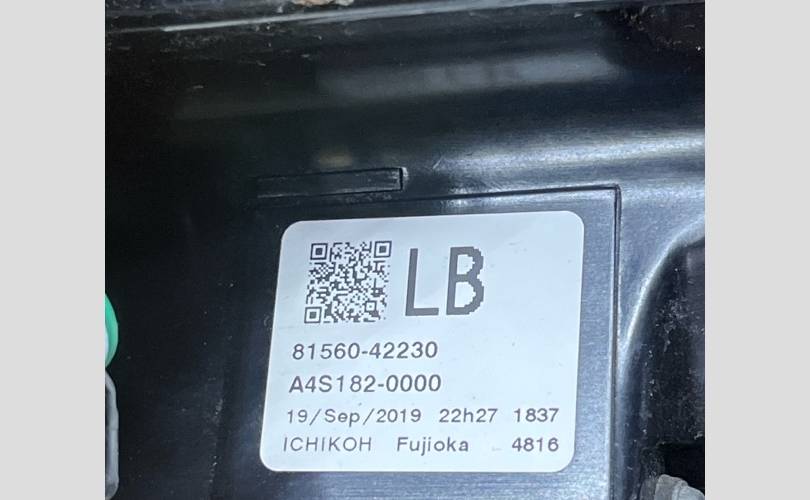 LB
81560-42230
A4S182-0000
19/Sep/2019 22h27 1837
ICHIKOH Fujioka 4816